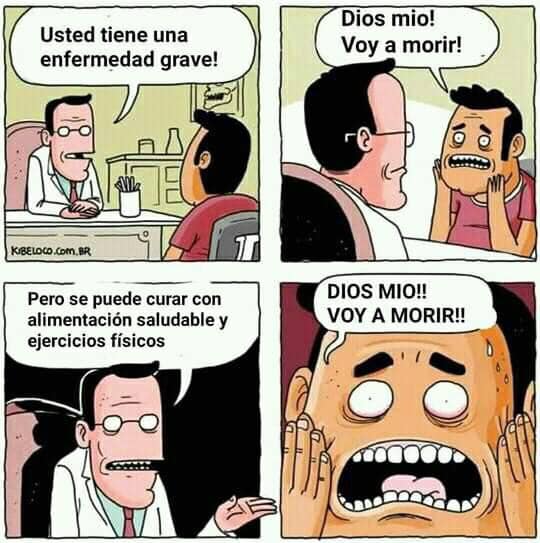 Usted tiene una
enfermedad grave!
KIBELOCO.COM.BR
Dios mio!
Voy a morir!
Pero se puede curar con
alimentación saludable y
ejercicios físicos
DIOS MIO!!
VOY A MORIR!!